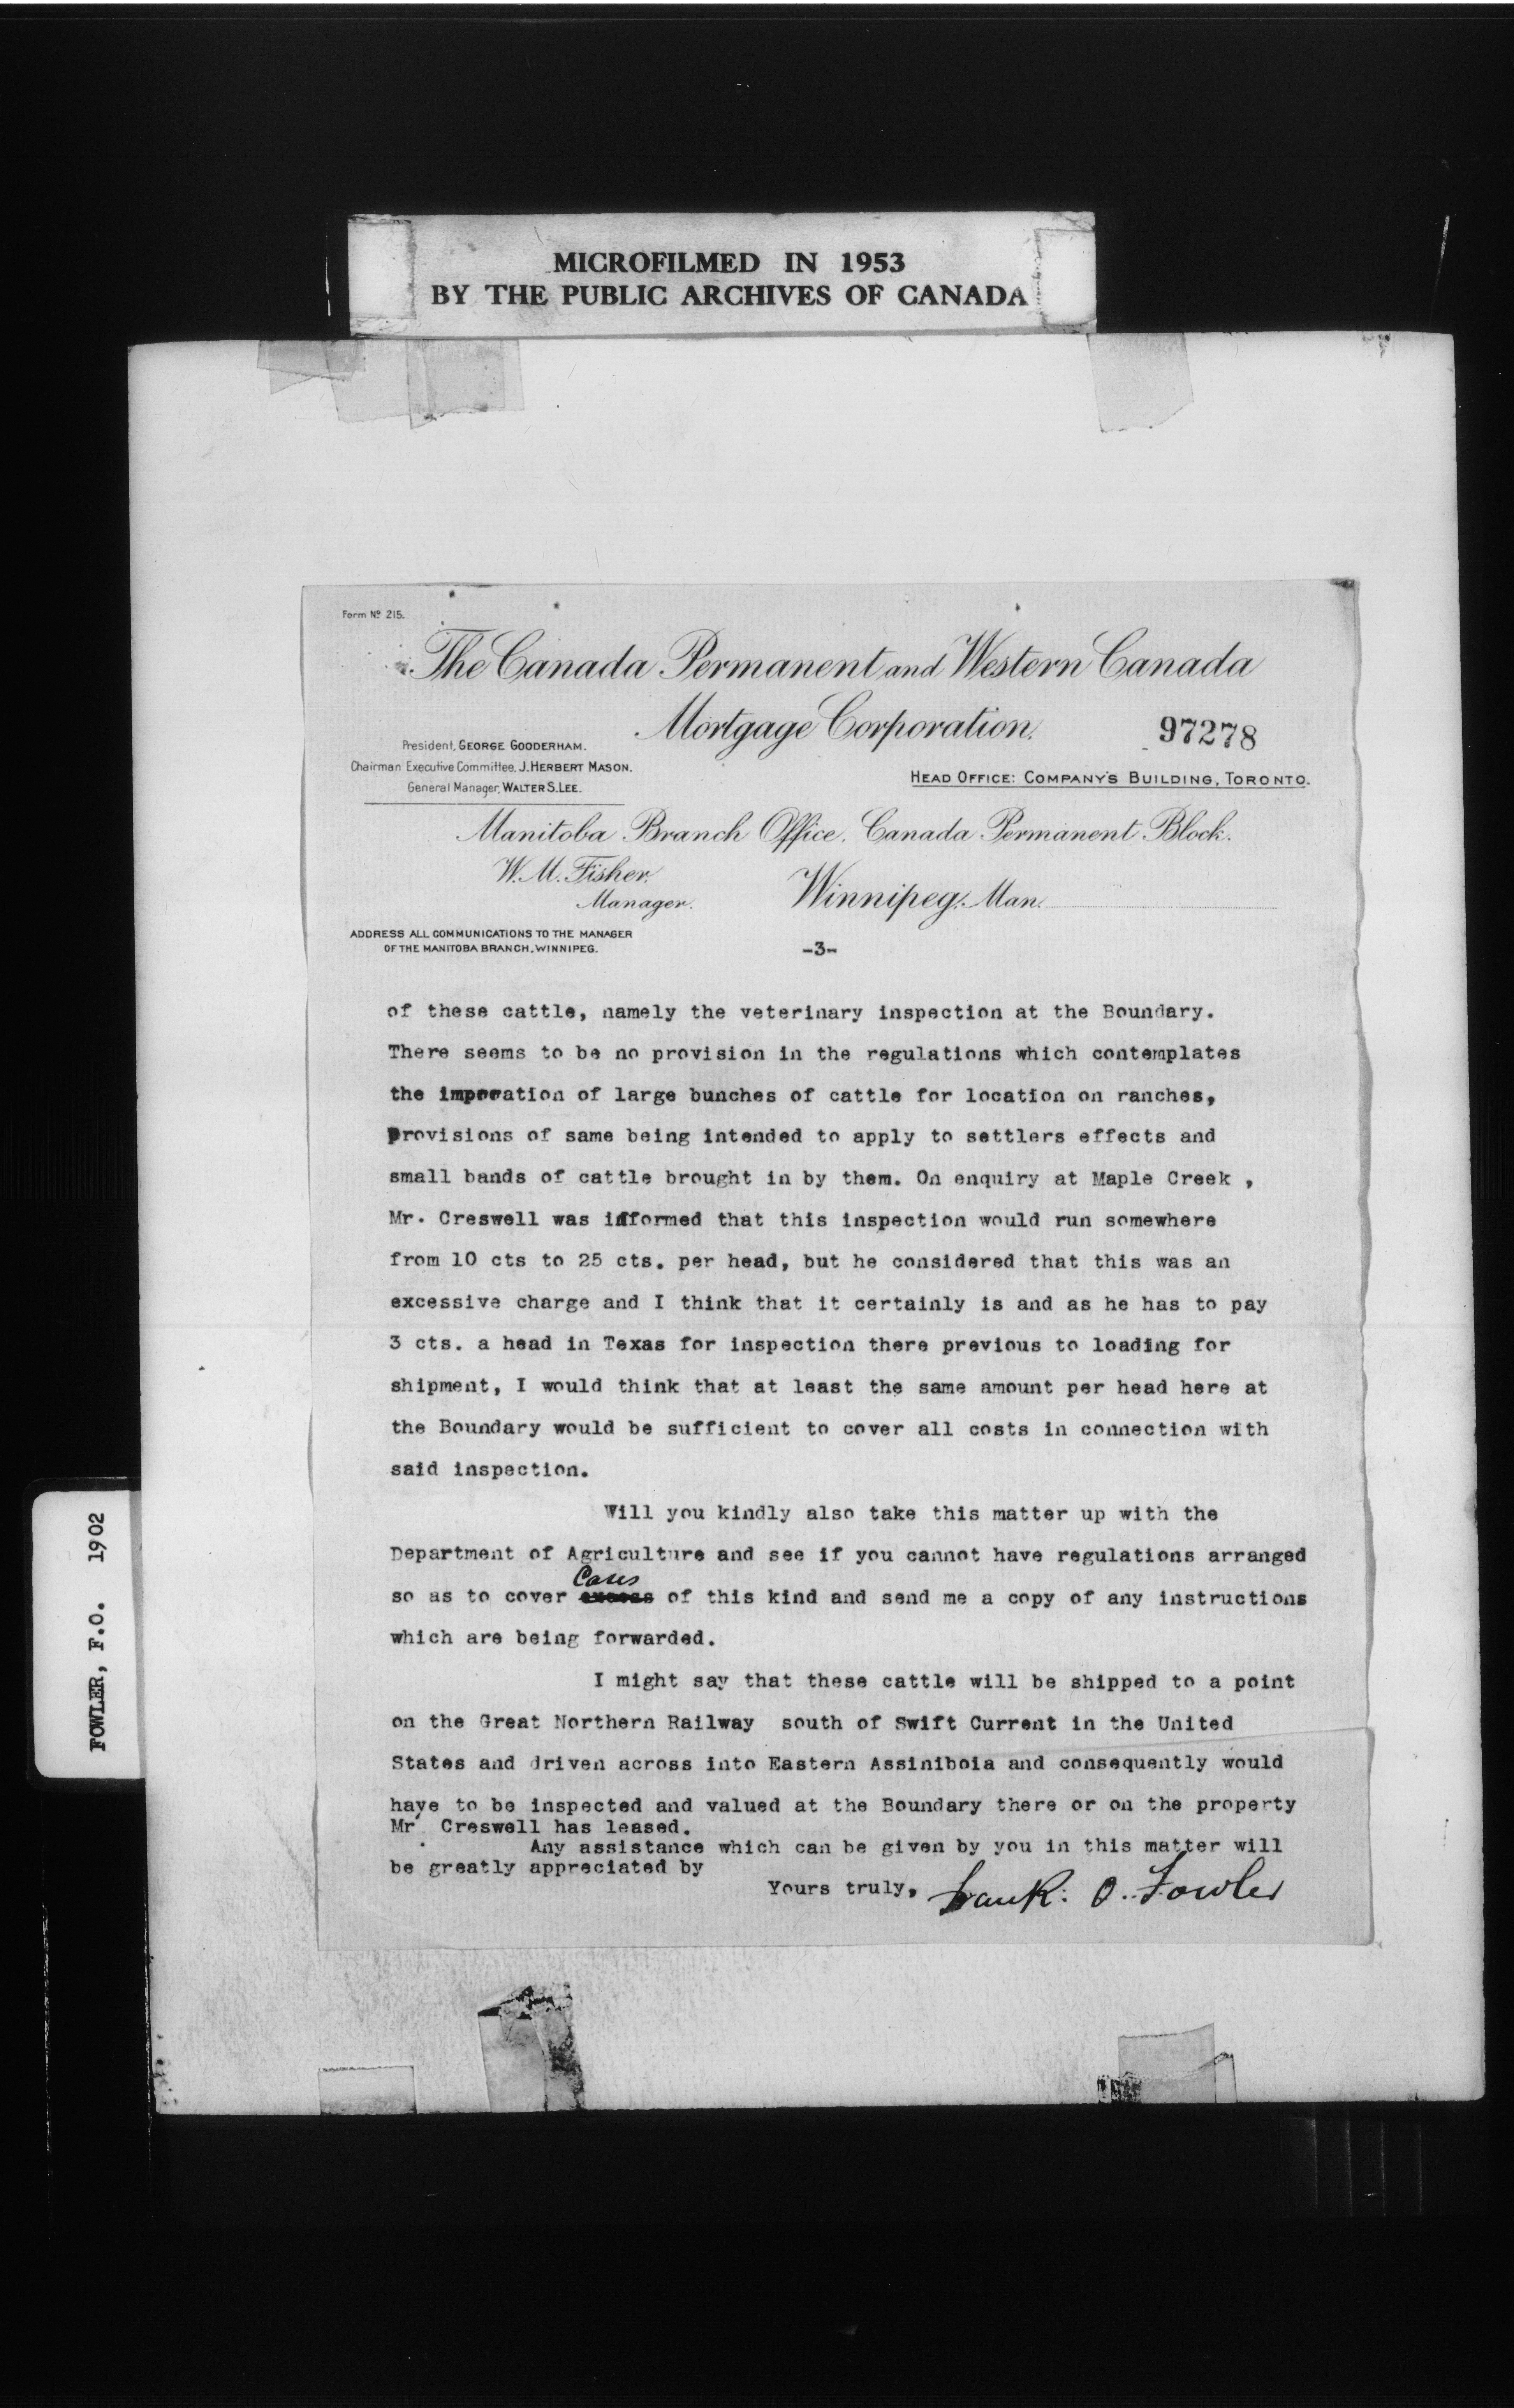 MICROFILMED IN 1953
BY THE PUBLIC ARCHIVES OF CANADA
Form No 215.
The Canada Permanent and Western Canada
Mortgage Corporation.
97278
President, GEORGE GOODERHAM.
Chairman Executive Committee, J. HERBERT MASON.
General Manager, WALTER S. LEE.
HEAD OFFICE: COMPANY'S BUILDING, TORONTO.
Manitoba Branch Office, Canada Permanent Block.
W. M. Fisher,
Manager.
Winnipeg, Man.
ADDRESS ALL COMMUNICATIONS TO THE MANAGER
OF THE MANITOBA BRANCH, WINNIPEG.
-3-
of these cattle, namely the veterinary inspection at the Boundary.
There seems to be no provision in the regulations which contemplates
the imporation of large bunches of cattle for location on ranches,
provisions of same being intended to apply to settlers effects and
small bands of cattle brought in by them. On enquiry at Maple Creek ,
Mr. Creswell was informed that this inspection would run somewhere
from 10 cts to 25 cts. per head, but he considered that this was an
excessive charge and I think that it certainly is and as he has to pay
3 cts. a head in Texas for inspection there previous to loading for
shipment, I would think that at least the same amount per head here at
the Boundary would be sufficient to cover all costs in connection with
said inspection.
Will you kindly also take this matter up with the
Department of Agriculture and see if you cannot have regulations arranged
Cases
so as to cover excess of this kind and send me a copy of any instructions
which are being forwarded.
I might say that these cattle will be shipped to a point
on the Great Northern Railway south of Swift Current in the United
States and driven across into Eastern Assiniboia and consequently would
have to be inspected and valued at the Boundary there or on the property
Mr. Creswell has leased.
Any assistance which can be given by you in this matter will
be greatly appreciated by
Yours truly, Frank. O. Fowler
FOWLER, F.O. 1902